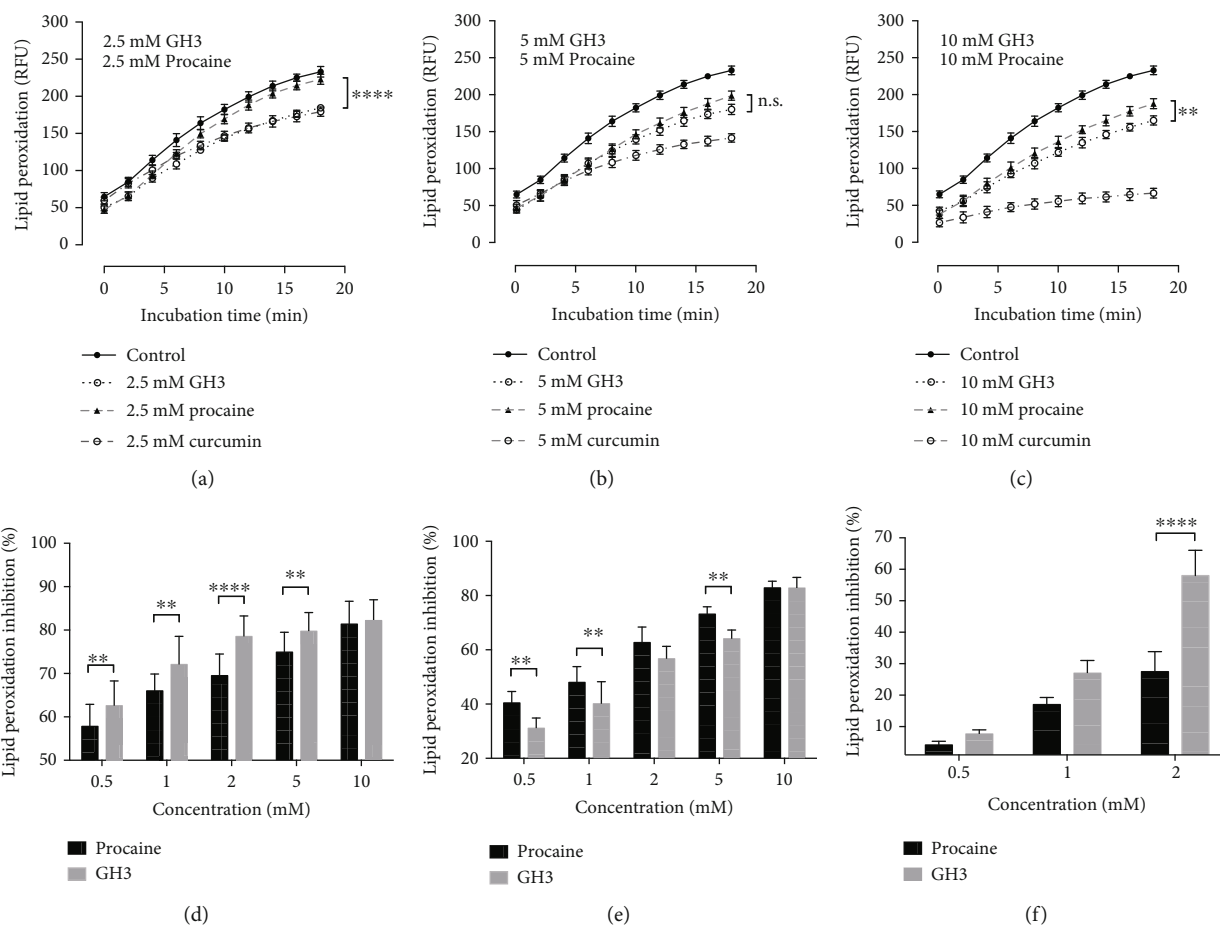 300
250
200
150
100
50
0
Lipid peroxidation (RFU)
2.5 mM GH3
2.5 mM Procaine
****
0 5 10 15 20
Incubation time (min)
Control
2.5 mM GH3
2.5 mM procaine
2.5 mM curcumin
(a)
300
250
200
150
100
50
0
Lipid peroxidation (RFU)
5 mM GH3
5 mM Procaine
n.s.
0 5 10 15 20
Incubation time (min)
Control
5 mM GH3
5 mM procaine
5 mM curcumin
(b)
300
250
200
150
100
50
0
Lipid peroxidation (RFU)
10 mM GH3
10 mM Procaine
**
0 5 10 15 20
Incubation time (min)
Control
10 mM GH3
10 mM procaine
10 mM curcumin
(c)
100
90
80
70
60
50
Lipid peroxidation inhibition (%)
** ** **** **
0.5 1 2 5 10
Concentration (mM)
Procaine
GH3
(d)
100
80
60
40
20
Lipid peroxidation inhibition (%)
** ** **
0.5 1 2 5 10
Concentration (mM)
Procaine
GH3
(e)
70
60
50
40
30
20
10
Lipid peroxidation inhibition (%)
****
0.5 1 2
Concentration (mM)
Procaine
GH3
(f)